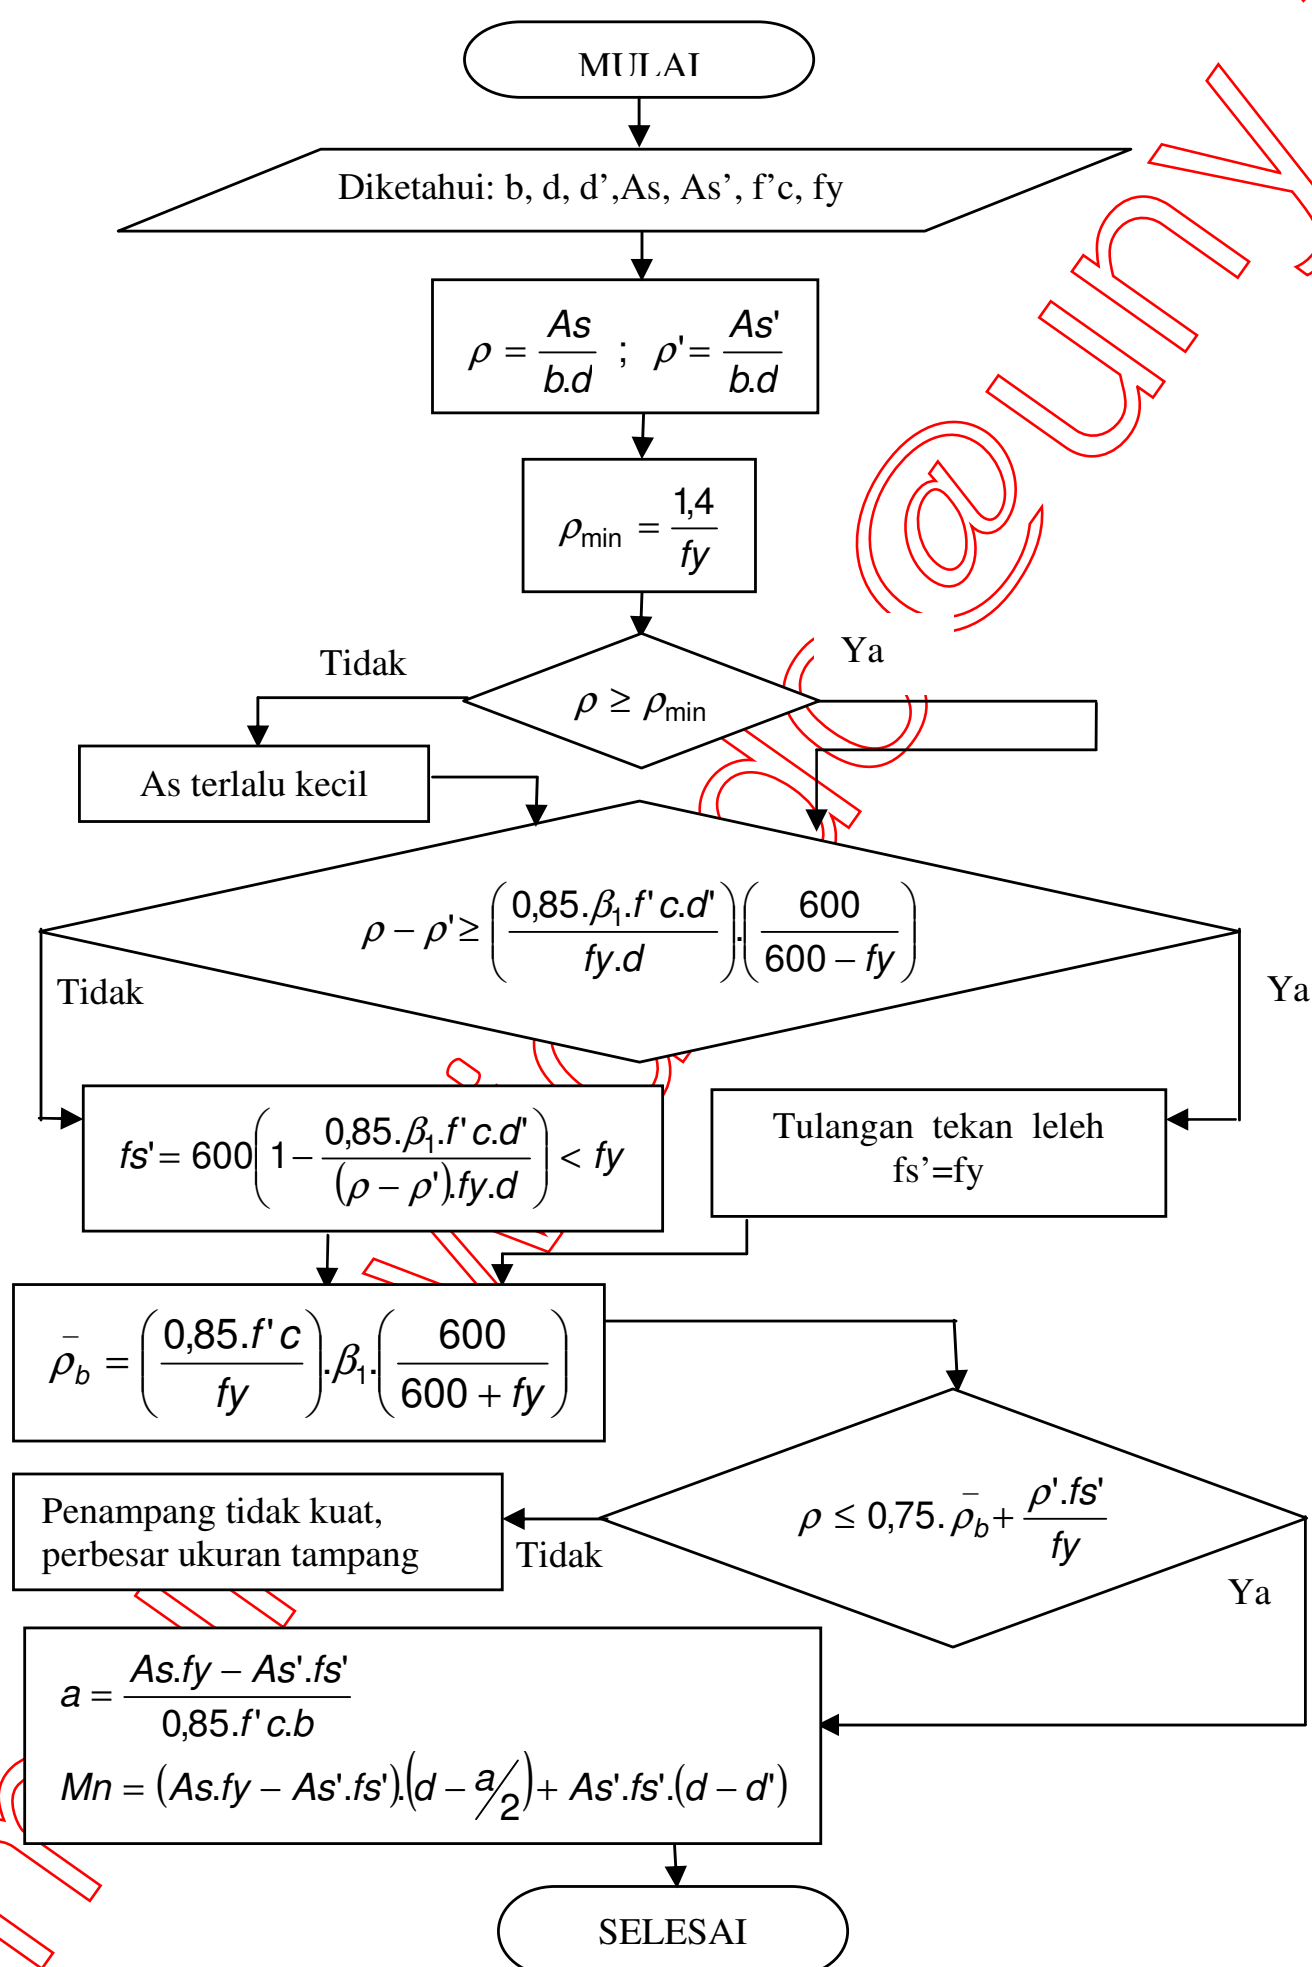 MULAI
Diketahui: b, d, d’,As, As’, f’c, fy
ρ = As/b.d ; ρ' = As'/b.d
ρmin = 1,4/fy
Tidak
Ya
ρ ≥ ρmin
As terlalu kecil
ρ − ρ' ≥ (0,85.β1.f' c.d'/fy.d).(600/600 − fy)
Tidak
Ya
fs' = 600(1 − 0,85.β1.f' c.d'/(ρ − ρ').fy.d) < fy
Tulangan tekan leleh
fs’=fy
ρ̄b = (0,85.f' c/fy).β1.(600/600 + fy)
ρ ≤ 0,75.ρ̄b + ρ'.fs'/fy
Penampang tidak kuat,
perbesar ukuran tampang
Tidak
Ya
a = As.fy − As'.fs'/0,85.f' c.b
Mn = (As.fy − As'.fs').(d − a/2) + As'.fs'.(d − d')
SELESAI
@uny